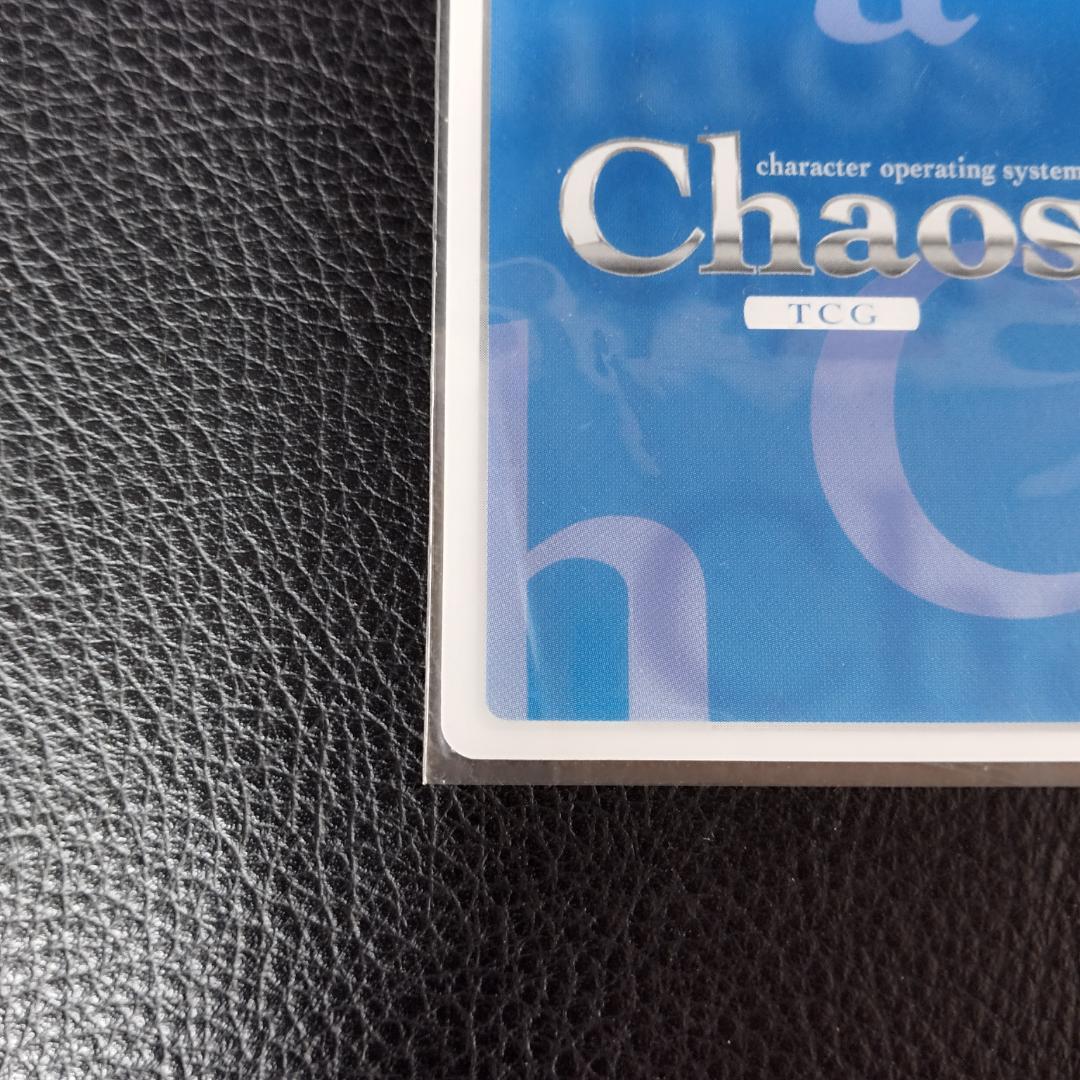 a
character operating system
Chaos
TCG
h